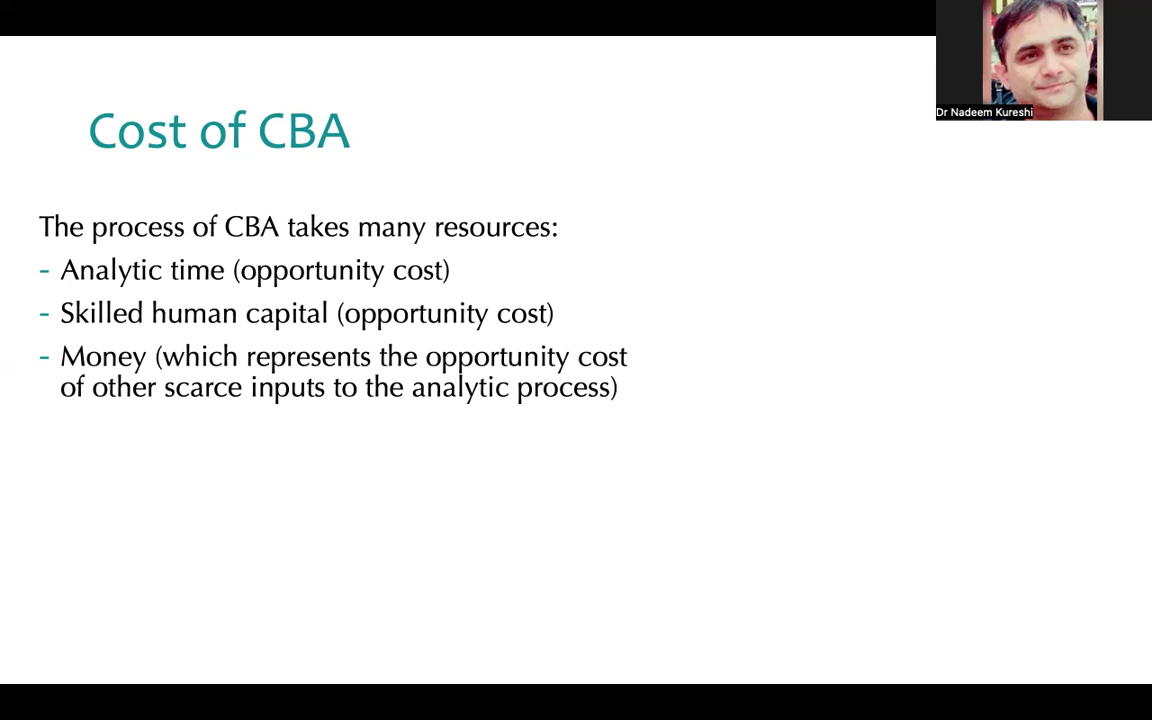 Dr Nadeem Kureshi
Cost of CBA
The process of CBA takes many resources:
- Analytic time (opportunity cost)
- Skilled human capital (opportunity cost)
- Money (which represents the opportunity cost
of other scarce inputs to the analytic process)